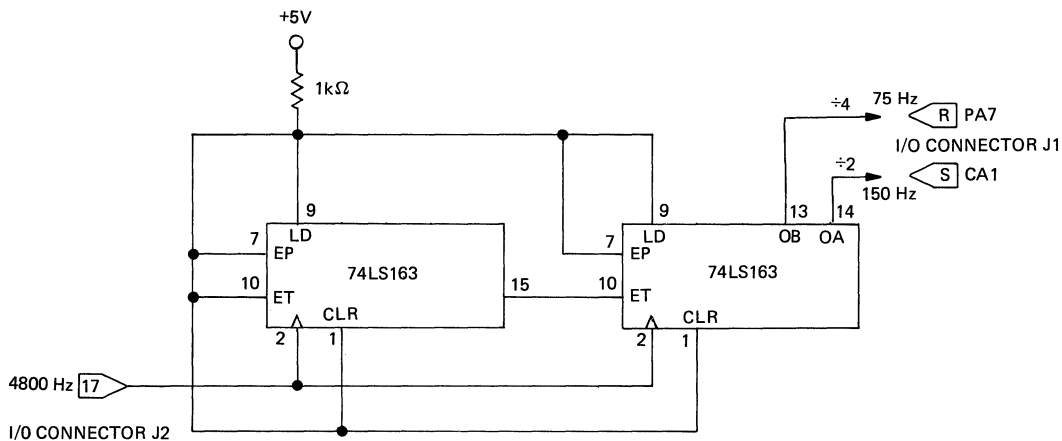 +5V
1kΩ
÷4
75 Hz
R
PA7
I/O CONNECTOR J1
÷2
S
CA1
150 Hz
9
9
13
14
7
LD
7
LD
OB
OA
EP
EP
74LS163
74LS163
10
15
10
ET
ET
CLR
CLR
2
1
2
1
4800 Hz
17
I/O CONNECTOR J2